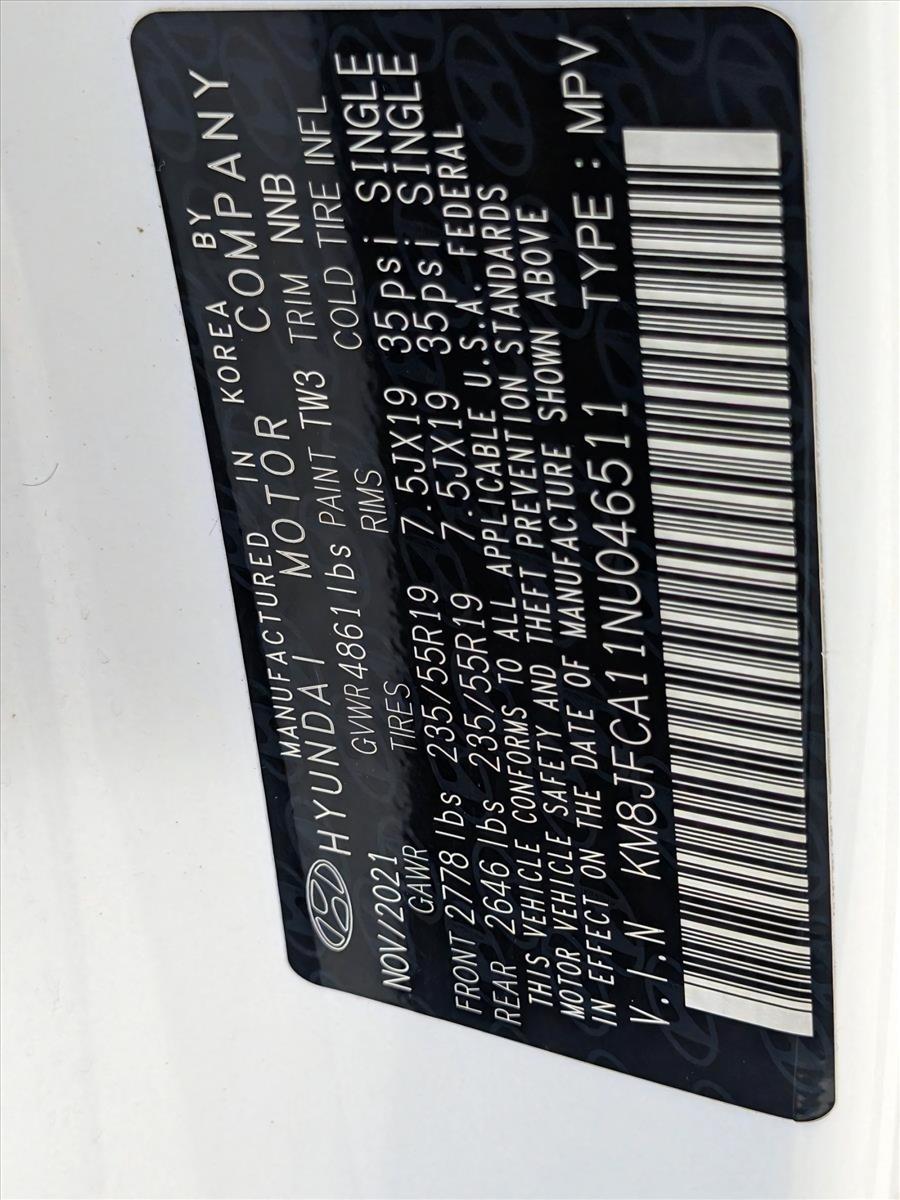 MANUFACTURED IN KOREA BY
HYUNDAI MOTOR COMPANY
NOV/2021 GVWR 4861 lbs PAINT TW3 TRIM NNB
GAWR TIRES RIMS COLD TIRE INFL
FRONT 2778 lbs 235/55R19 7.5JX19 35psi SINGLE
REAR 2646 lbs 235/55R19 7.5JX19 35psi SINGLE
THIS VEHICLE CONFORMS TO ALL APPLICABLE U.S.A. FEDERAL
MOTOR VEHICLE SAFETY AND THEFT PREVENTION STANDARDS
IN EFFECT ON THE DATE OF MANUFACTURE SHOWN ABOVE
V.I.N KM8JFCA11NU046511 TYPE : MPV